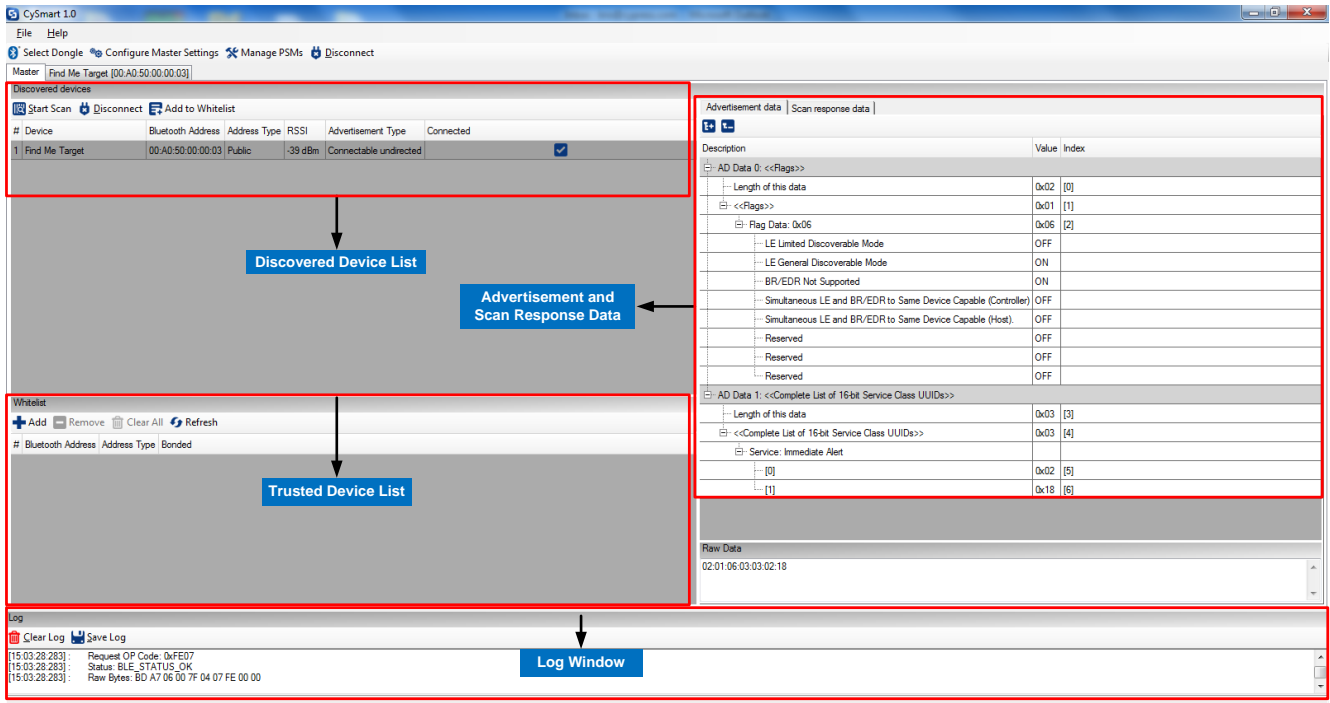 CySmart 1.0
File Help
Select Dongle Configure Master Settings Manage PSMs Disconnect
Master Find Me Target [00:A0:50:00:00:03]
Discovered devices
Start Scan Disconnect Add to Whitelist
# Device Bluetooth Address Address Type RSSI Advertisement Type Connected
1 Find Me Target 00:A0:50:00:00:03 Public -39 dBm Connectable undirected
Discovered Device List
Advertisement and
Scan Response Data
Whitelist
Add Remove Clear All Refresh
# Bluetooth Address Address Type Bonded
Trusted Device List
Advertisement data Scan response data
Description Value Index
AD Data 0: <<Flags>>
Length of this data 0x02 [0]
<<Flags>> 0x01 [1]
Flag Data: 0x06 0x06 [2]
LE Limited Discoverable Mode OFF
LE General Discoverable Mode ON
BR/EDR Not Supported ON
Simultaneous LE and BR/EDR to Same Device Capable (Controller) OFF
Simultaneous LE and BR/EDR to Same Device Capable (Host). OFF
Reserved OFF
Reserved OFF
Reserved OFF
AD Data 1: <<Complete List of 16-bit Service Class UUIDs>>
Length of this data 0x03 [3]
<<Complete List of 16-bit Service Class UUIDs>> 0x03 [4]
Service: Immediate Alert
[0] 0x02 [5]
[1] 0x18 [6]
Raw Data
02:01:06:03:03:02:18
Log
Clear Log Save Log
[15:03:28:283] : Request OP Code: 0xFE07
[15:03:28:283] : Status: BLE_STATUS_OK
[15:03:28:283] : Raw Bytes: BD A7 06 00 7F 04 07 FE 00 00
Log Window